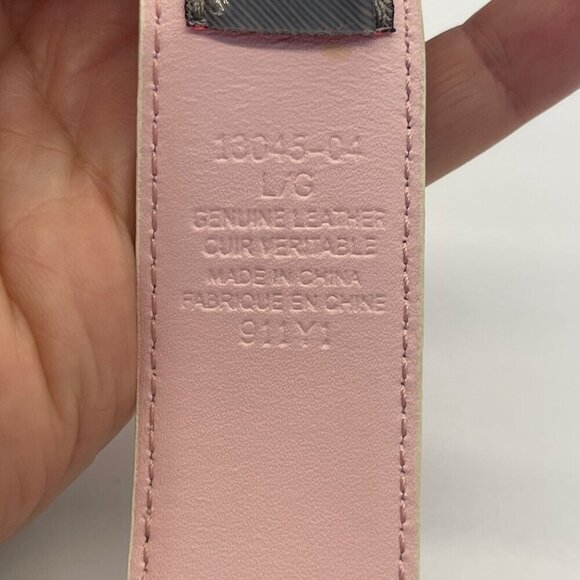 13045-04
L/G
GENUINE LEATHER
CUIR VERITABLE
MADE IN CHINA
FABRIQUE EN CHINE
911Y1